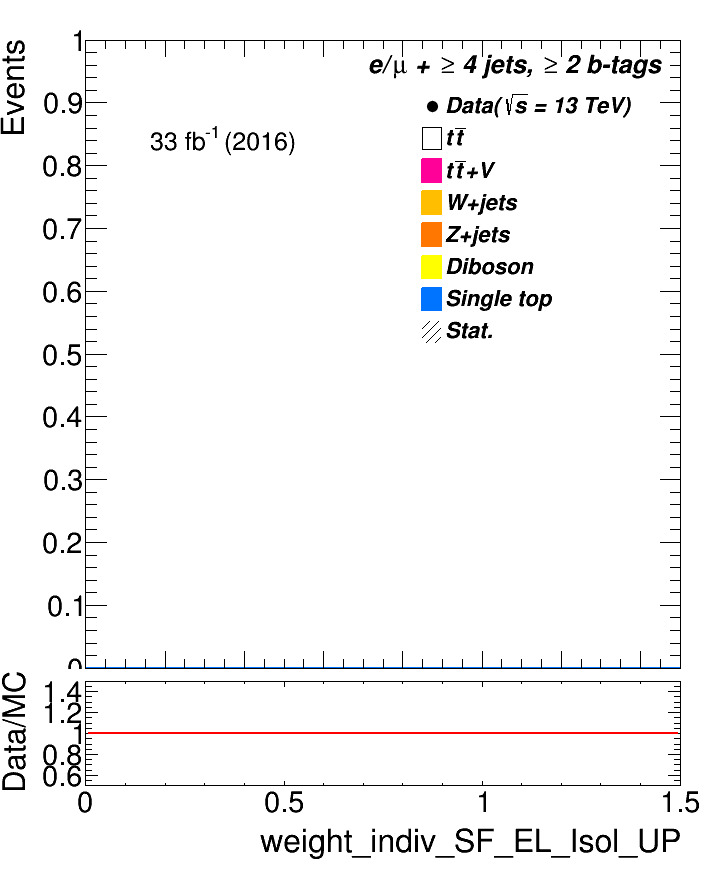 Events
1
0.9
0.8
0.7
0.6
0.5
0.4
0.3
0.2
0.1
0
e/μ + ≥ 4 jets, ≥ 2 b-tags
33 fb⁻¹ (2016)
Data(√s = 13 TeV)
tt̅
tt̅+V
W+jets
Z+jets
Diboson
Single top
Stat.
Data/MC
1.4
1.2
1
0.8
0.6
0 0.5 1 1.5
weight_indiv_SF_EL_Isol_UP